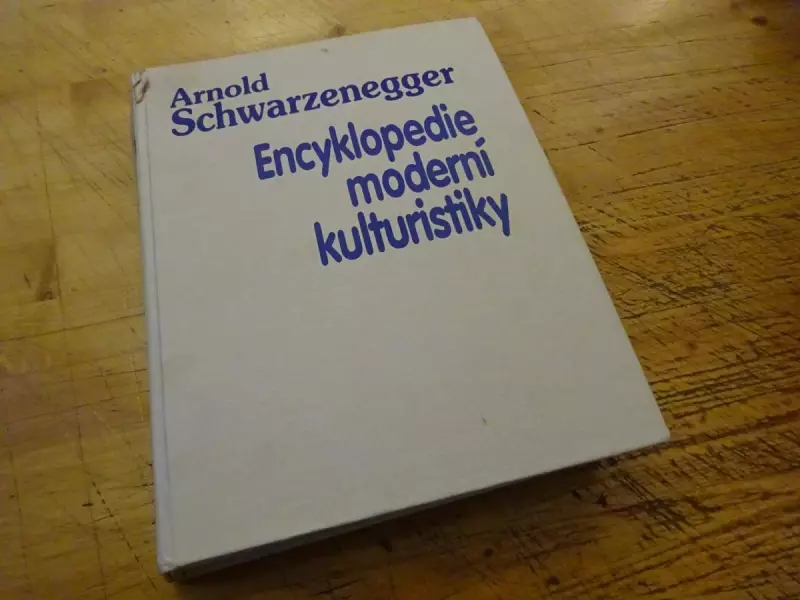 Arnold
Schwarzenegger
Encyklopedie
moderní
kulturistiky